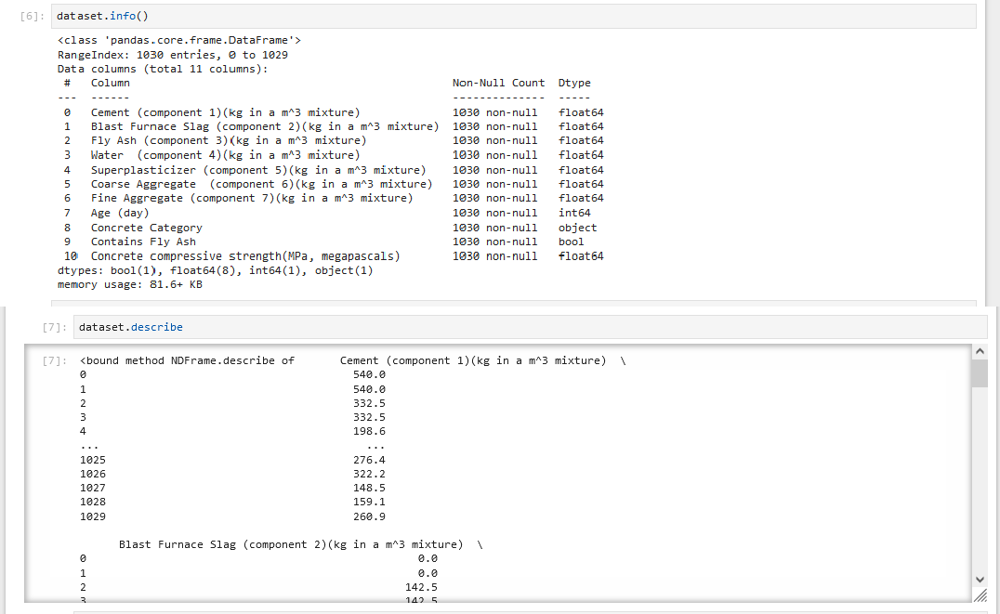 [6]: dataset.info()
<class 'pandas.core.frame.DataFrame'>
RangeIndex: 1030 entries, 0 to 1029
Data columns (total 11 columns):
 #   Column                                                 Non-Null Count  Dtype
---  ------                                                 --------------  -----
 0   Cement (component 1)(kg in a m^3 mixture)              1030 non-null   float64
 1   Blast Furnace Slag (component 2)(kg in a m^3 mixture)  1030 non-null   float64
 2   Fly Ash (component 3)(kg in a m^3 mixture)             1030 non-null   float64
 3   Water  (component 4)(kg in a m^3 mixture)              1030 non-null   float64
 4   Superplasticizer (component 5)(kg in a m^3 mixture)    1030 non-null   float64
 5   Coarse Aggregate  (component 6)(kg in a m^3 mixture)   1030 non-null   float64
 6   Fine Aggregate (component 7)(kg in a m^3 mixture)      1030 non-null   float64
 7   Age (day)                                              1030 non-null   int64
 8   Concrete Category                                      1030 non-null   object
 9   Contains Fly Ash                                       1030 non-null   bool
 10  Concrete compressive strength(MPa, megapascals)        1030 non-null   float64
dtypes: bool(1), float64(8), int64(1), object(1)
memory usage: 81.6+ KB
[7]: dataset.describe
[7]: <bound method NDFrame.describe of       Cement (component 1)(kg in a m^3 mixture)  \
0                                         540.0
1                                         540.0
2                                         332.5
3                                         332.5
4                                         198.6
...                                         ...
1025                                      276.4
1026                                      322.2
1027                                      148.5
1028                                      159.1
1029                                      260.9
      Blast Furnace Slag (component 2)(kg in a m^3 mixture)  \
0                                                   0.0
1                                                   0.0
2                                                 142.5
3                                                 142.5